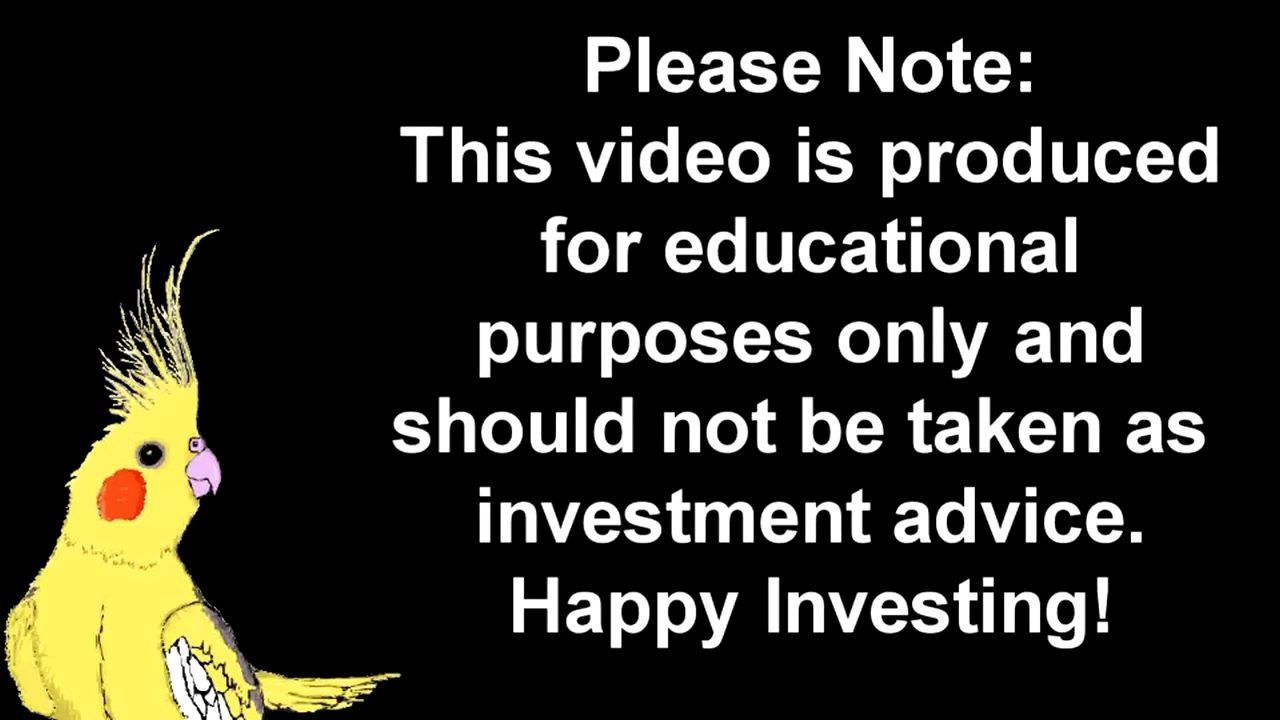 Please Note:
This video is produced
for educational
purposes only and
should not be taken as
investment advice.
Happy Investing!